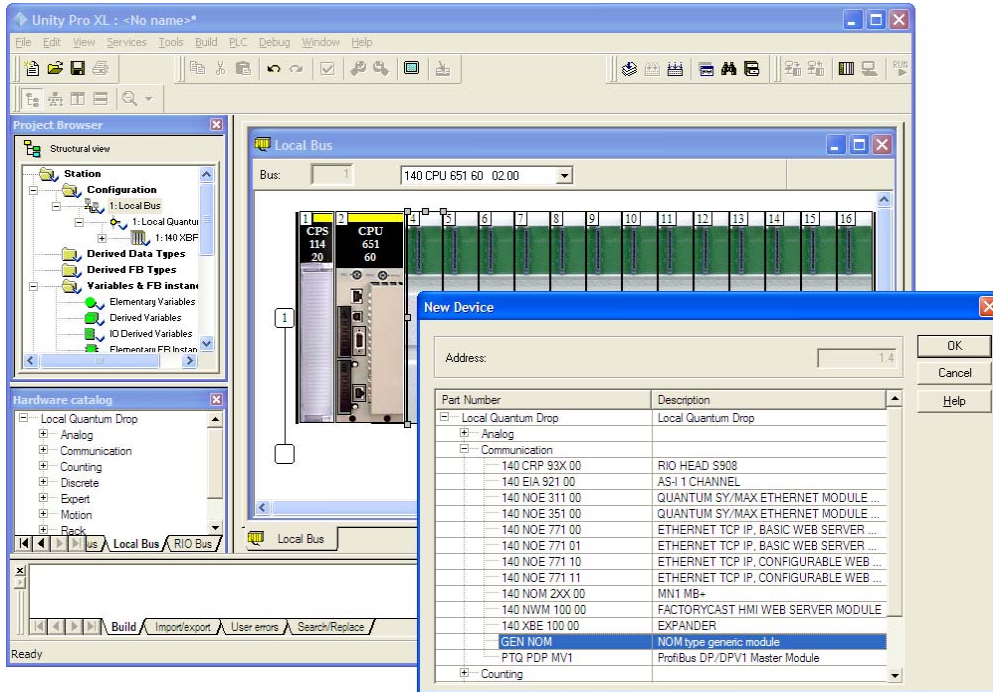 Unity Pro XL : <No name>*
File Edit View Services Tools Build PLC Debug Window Help
RUN
Project Browser
Structural view
Station
Configuration
1: Local Bus
1: Local Quantu
1: 140 XBF
Derived Data Types
Derived FB Types
Variables & FB instan
Elementary Variables
Derived Variables
IO Derived Variables
Elementary FB Instan
Hardware catalog
Local Quantum Drop
Analog
Communication
Counting
Discrete
Expert
Motion
Rack
us Local Bus RIO Bus
Local Bus
Bus: 1 140 CPU 651 60 02.00
1 2 4 5 6 7 8 9 10 11 12 13 14 15 16
CPS 114 20
CPU 651 60
1
Local Bus
New Device
Address: 1.4
OK
Cancel
Help
Part Number Description
Local Quantum Drop Local Quantum Drop
Analog
Communication
140 CRP 93X 00 RIO HEAD S908
140 EIA 921 00 AS-I 1 CHANNEL
140 NOE 311 00 QUANTUM SY/MAX ETHERNET MODULE ...
140 NOE 351 00 QUANTUM SY/MAX ETHERNET MODULE ...
140 NOE 771 00 ETHERNET TCP IP, BASIC WEB SERVER ...
140 NOE 771 01 ETHERNET TCP IP, BASIC WEB SERVER ...
140 NOE 771 10 ETHERNET TCP IP, CONFIGURABLE WEB ...
140 NOE 771 11 ETHERNET TCP IP, CONFIGURABLE WEB ...
140 NOM 2XX 00 MN1 MB+
140 NWM 100 00 FACTORYCAST HMI WEB SERVER MODULE
140 XBE 100 00 EXPANDER
GEN NOM NOM type generic module
PTQ PDP MV1 ProfiBus DP/DPV1 Master Module
Counting
Build Import/export User errors Search/Replace
Ready